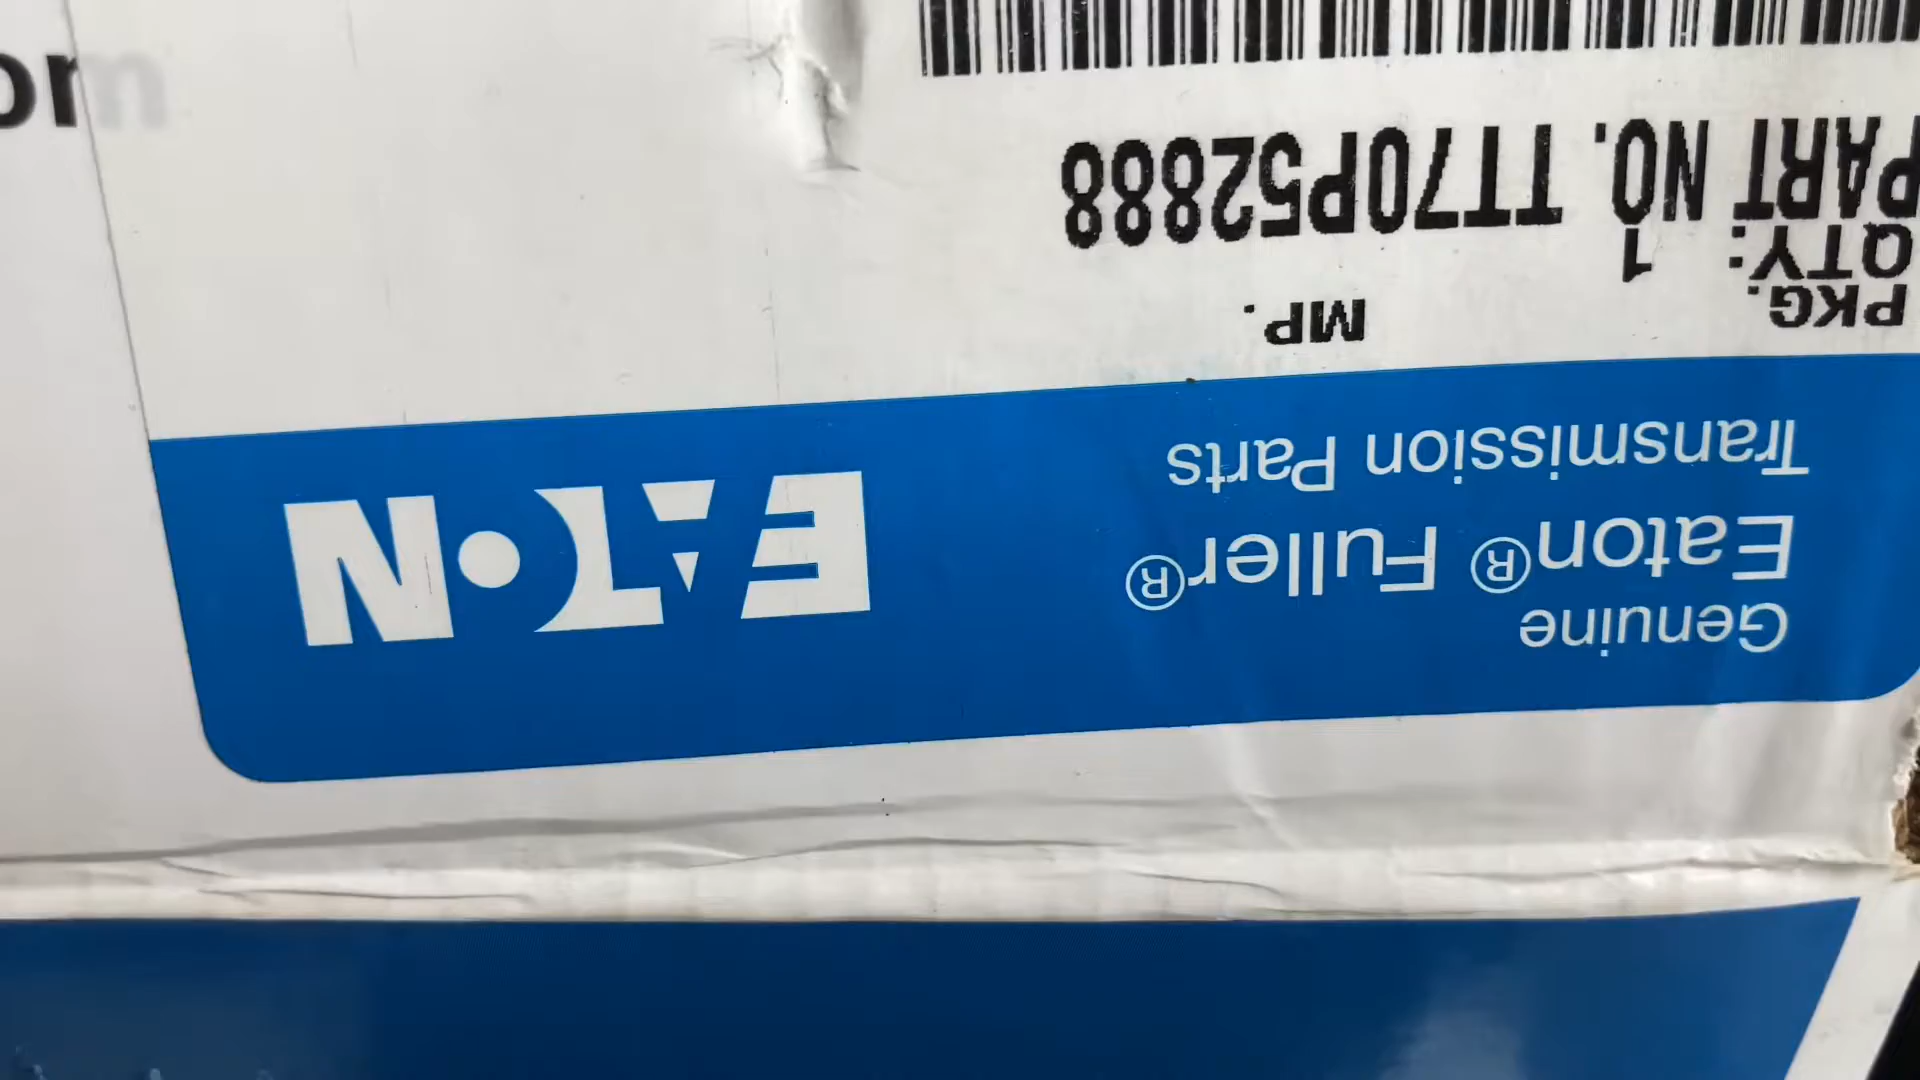 Genuine
Eaton® Fuller®
Transmission Parts
EATON
MP.
PKG.
QTY: 1
PART NO. TT70P52888